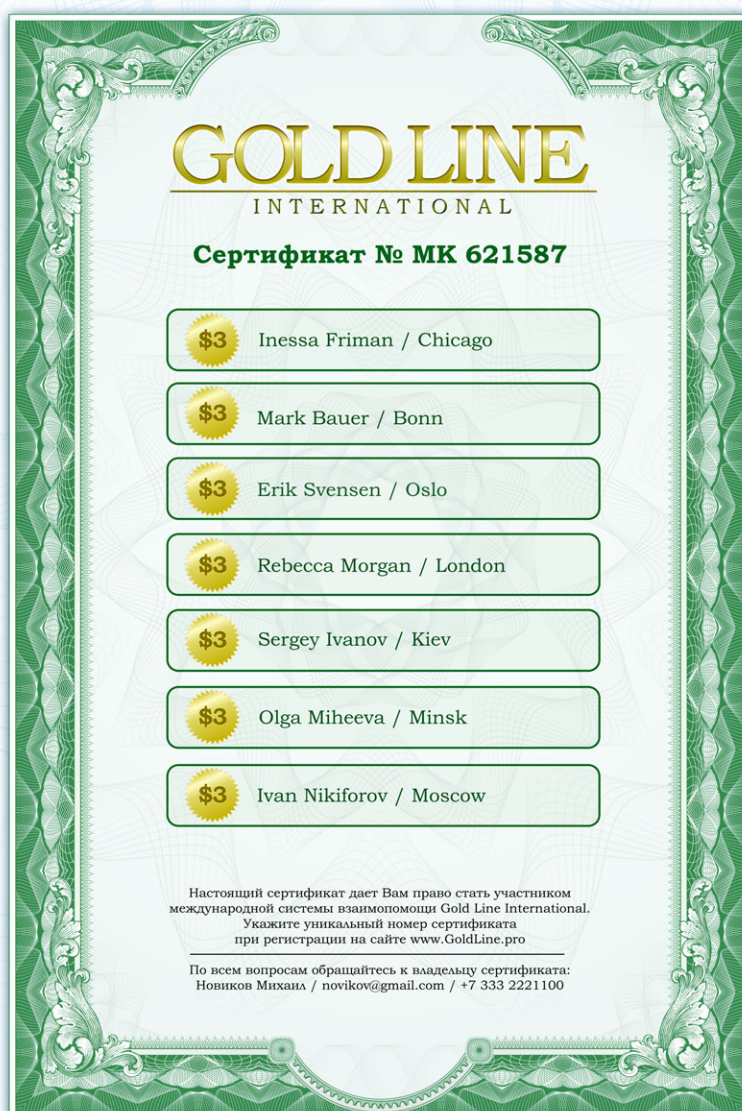 GOLD LINE
INTERNATIONAL
Сертификат № МК 621587
$3 Inessa Friman / Chicago
$3 Mark Bauer / Bonn
$3 Erik Svensen / Oslo
$3 Rebecca Morgan / London
$3 Sergey Ivanov / Kiev
$3 Olga Miheeva / Minsk
$3 Ivan Nikiforov / Moscow
Настоящий сертификат дает Вам право стать участником
международной системы взаимопомощи Gold Line International.
Укажите уникальный номер сертификата
при регистрации на сайте www.GoldLine.pro
По всем вопросам обращайтесь к владельцу сертификата:
Новиков Михаил / novikov@gmail.com / +7 333 2221100